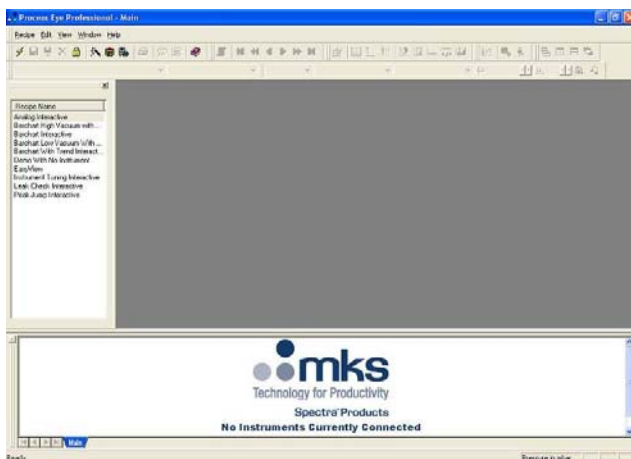 Process Eye Professional - Main
Recipe Edit View Window Help
Recipe Name
Analog Interactive
Barchart High Vacuum with ...
Barchart Interactive
Barchart Low Vacuum With ...
Barchart With Trend Interact...
Demo With No Instrument
EasyView
Instrument Tuning Interactive
Leak Check Interactive
Peak Jump Interactive
mks
Technology for Productivity
Spectra Products
No Instruments Currently Connected
Main
Ready